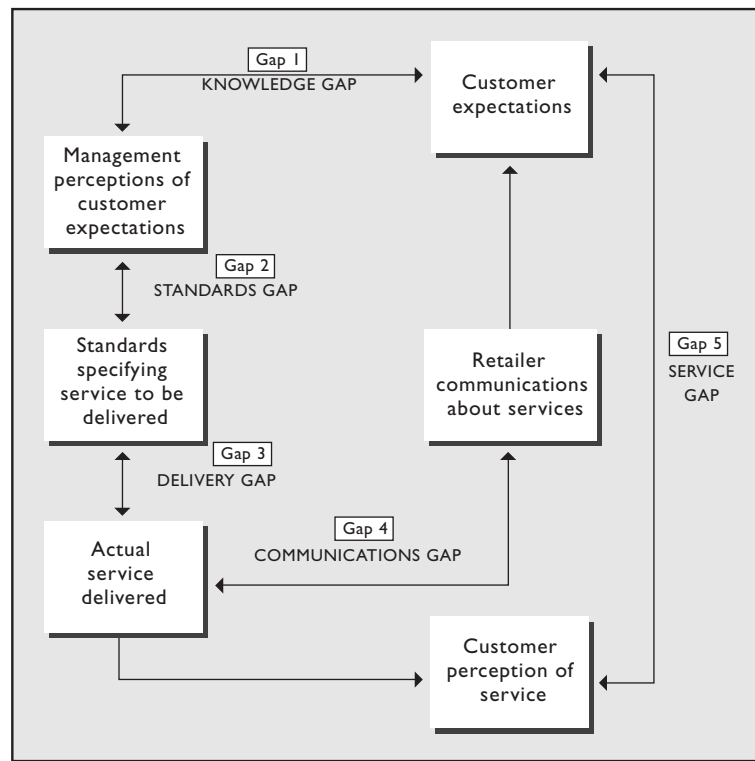 Gap 1
KNOWLEDGE GAP
Customer
expectations
Management
perceptions of
customer
expectations
Gap 2
STANDARDS GAP
Standards
specifying
service to be
delivered
Retailer
communications
about services
Gap 5
SERVICE
GAP
Gap 3
DELIVERY GAP
Gap 4
COMMUNICATIONS GAP
Actual
service
delivered
Customer
perception of
service